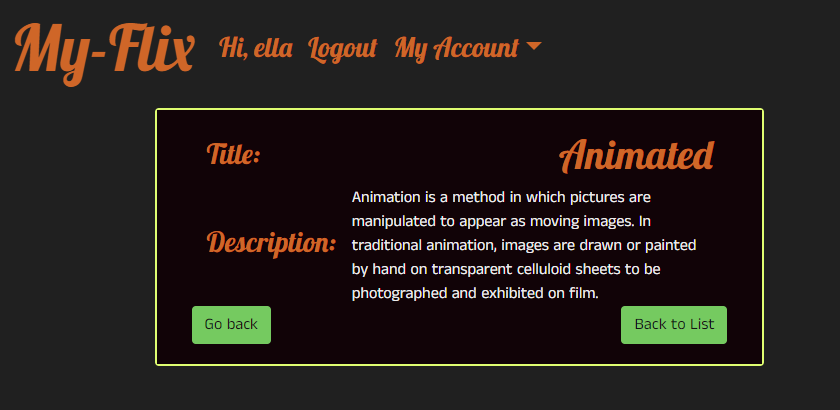 My-Flix Hi, ella Logout My Account
Title: Animated
Description:
Animation is a method in which pictures are
manipulated to appear as moving images. In
traditional animation, images are drawn or painted
by hand on transparent celluloid sheets to be
photographed and exhibited on film.
Go back Back to List